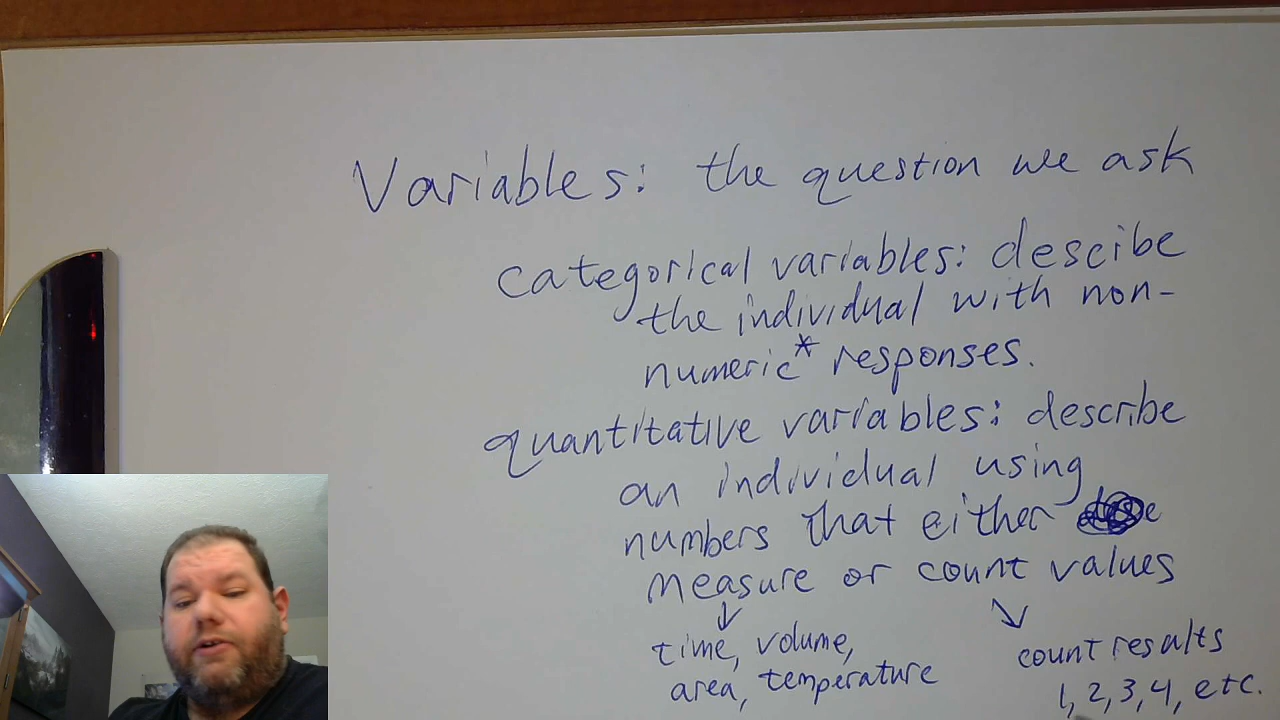 Variables: the question we ask
categorical variables: descibe
the individual with non-
numeric* responses.
quantitative variables: describe
an individual using
numbers that either
measure or count values
time, volume,
area, temperature
count results
1, 2, 3, 4, etc.